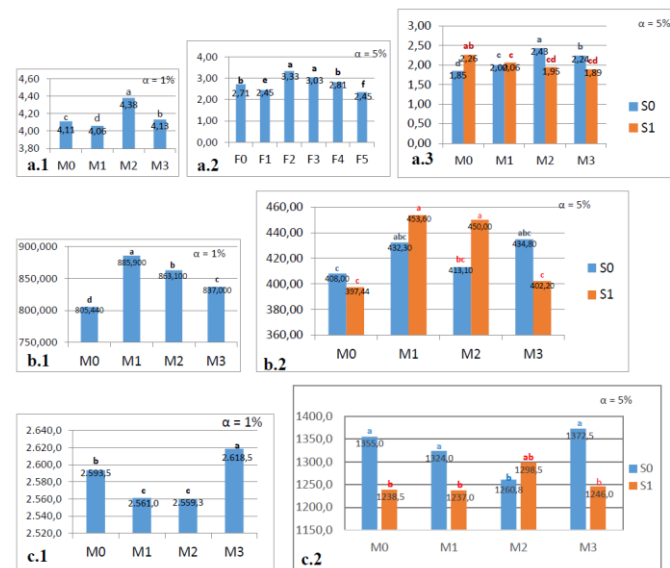 α = 1%
4,60
4,40
4,20
4,00
3,80
c d a b
4,11 4,06 4,38 4,13
M0 M1 M2 M3
a.1
α = 5%
4,00
3,00
2,00
1,00
0,00
b e a a b f
2,71 2,45 3,33 3,03 2,81 2,45
F0 F1 F2 F3 F4 F5
a.2
α = 5%
3,00
2,50
2,00
1,50
1,00
0,50
0,00
d ab c c a cd b cd
1,85 2,26 2,06 2,43 1,95 2,24 1,89
M0 M1 M2 M3
S0
S1
a.3
α = 1%
900,000
850,000
800,000
750,000
d a b c
805,440 885,900 863,100 837,000
M0 M1 M2 M3
b.1
α = 5%
460,00
440,00
420,00
400,00
380,00
360,00
c c abc a bc a abc c
408,00 397,44 432,30 453,60 413,10 450,00 434,80 402,20
M0 M1 M2 M3
S0
S1
b.2
α = 1%
2.640,0
2.620,0
2.600,0
2.580,0
2.560,0
2.540,0
2.520,0
b c c a
2.593,5 2.561,0 2.559,3 2.618,5
M0 M1 M2 M3
c.1
α = 5%
1400,0
1350,0
1300,0
1250,0
1200,0
1150,0
a b a b b ab a b
1355,0 1238,5 1324,0 1237,0 1260,8 1298,5 1372,5 1246,0
M0 M1 M2 M3
S0
S1
c.2